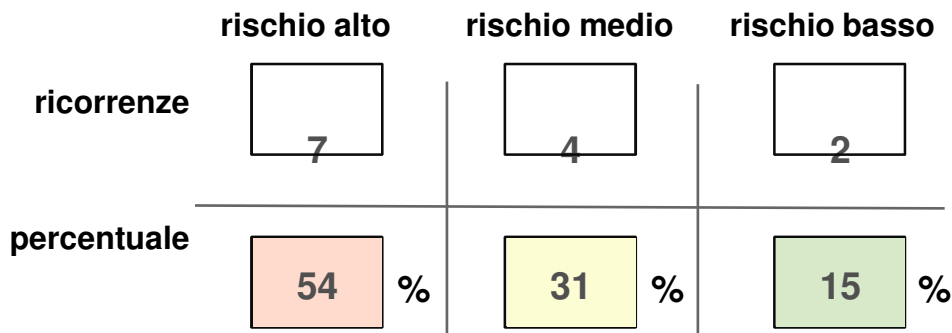 rischio alto rischio medio rischio basso
ricorrenze
7 4 2
percentuale
54 % 31 % 15 %